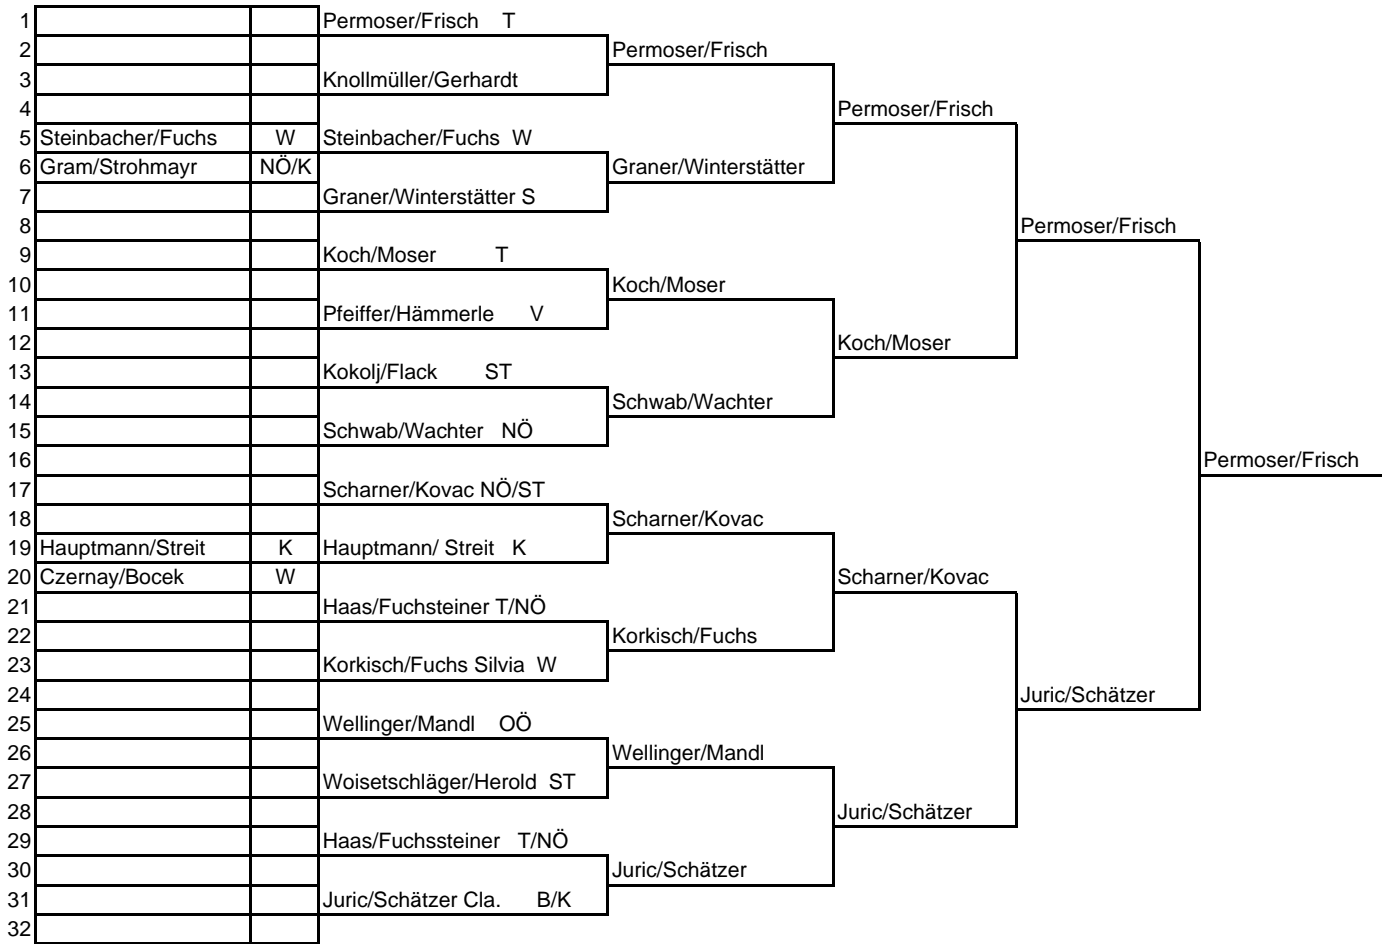 1 Permoser/Frisch T
2 Permoser/Frisch
3 Knollmüller/Gerhardt
4 Permoser/Frisch
5 Steinbacher/Fuchs W Steinbacher/Fuchs W
6 Gram/Strohmayr NÖ/K Graner/Winterstätter
7 Graner/Winterstätter S
8 Permoser/Frisch
9 Koch/Moser T
10 Koch/Moser
11 Pfeiffer/Hämmerle V
12 Koch/Moser
13 Kokolj/Flack ST
14 Schwab/Wachter
15 Schwab/Wachter NÖ
16 Permoser/Frisch
17 Scharner/Kovac NÖ/ST
18 Scharner/Kovac
19 Hauptmann/Streit K Hauptmann/ Streit K
20 Czernay/Bocek W Scharner/Kovac
21 Haas/Fuchsteiner T/NÖ
22 Korkisch/Fuchs
23 Korkisch/Fuchs Silvia W
24 Juric/Schätzer
25 Wellinger/Mandl OÖ
26 Wellinger/Mandl
27 Woisetschläger/Herold ST
28 Juric/Schätzer
29 Haas/Fuchssteiner T/NÖ
30 Juric/Schätzer
31 Juric/Schätzer Cla. B/K
32